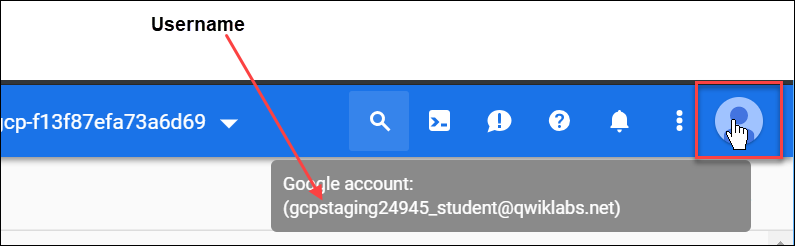 Username
gcp-f13f87efa73a6d69
Google account:
(gcpstaging24945_student@qwiklabs.net)